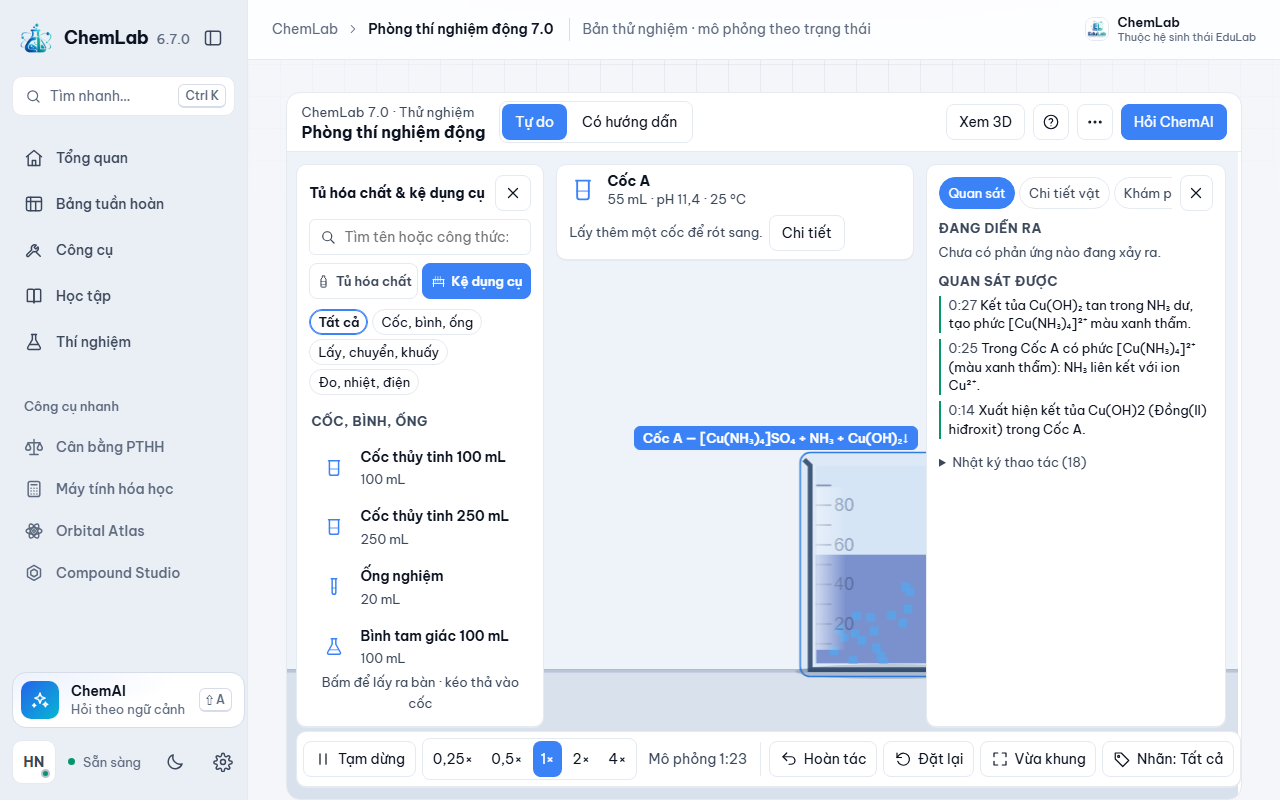 ChemLab 6.7.0
Tìm nhanh... Ctrl K
Tổng quan
Bảng tuần hoàn
Công cụ
Học tập
Thí nghiệm
Công cụ nhanh
Cân bằng PTHH
Máy tính hóa học
Orbital Atlas
Compound Studio
ChemAI
Hỏi theo ngữ cảnh
⇧ A
HN
Sẵn sàng
ChemLab > Phòng thí nghiệm động 7.0
Bản thử nghiệm · mô phỏng theo trạng thái
ChemLab
Thuộc hệ sinh thái EduLab
ChemLab 7.0 · Thử nghiệm
Phòng thí nghiệm động
Tự do
Có hướng dẫn
Xem 3D
Hỏi ChemAI
Tủ hóa chất & kệ dụng cụ
Tìm tên hoặc công thức:
Tủ hóa chất
Kệ dụng cụ
Tất cả
Cốc, bình, ống
Lấy, chuyển, khuấy
Đo, nhiệt, điện
CỐC, BÌNH, ỐNG
Cốc thủy tinh 100 mL
100 mL
Cốc thủy tinh 250 mL
250 mL
Ống nghiệm
20 mL
Bình tam giác 100 mL
100 mL
Bấm để lấy ra bàn · kéo thả vào
cốc
Cốc A
55 mL · pH 11,4 · 25 °C
Lấy thêm một cốc để rót sang.
Chi tiết
Cốc A — [Cu(NH₃)₄]SO₄ + NH₃ + Cu(OH)₂↓
80
60
40
20
Quan sát
Chi tiết vật
Khám p
ĐANG DIỄN RA
Chưa có phản ứng nào đang xảy ra.
QUAN SÁT ĐƯỢC
0:27 Kết tủa Cu(OH)₂ tan trong NH₃ dư,
tạo phức [Cu(NH₃)₄]²⁺ màu xanh thẫm.
0:25 Trong Cốc A có phức [Cu(NH₃)₄]²⁺
(màu xanh thẫm): NH₃ liên kết với ion
Cu²⁺.
0:14 Xuất hiện kết tủa Cu(OH)2 (Đồng(II)
hiđroxit) trong Cốc A.
Nhật ký thao tác (18)
Tạm dừng
0,25×
0,5×
1×
2×
4×
Mô phỏng 1:23
Hoàn tác
Đặt lại
Vừa khung
Nhãn: Tất cả